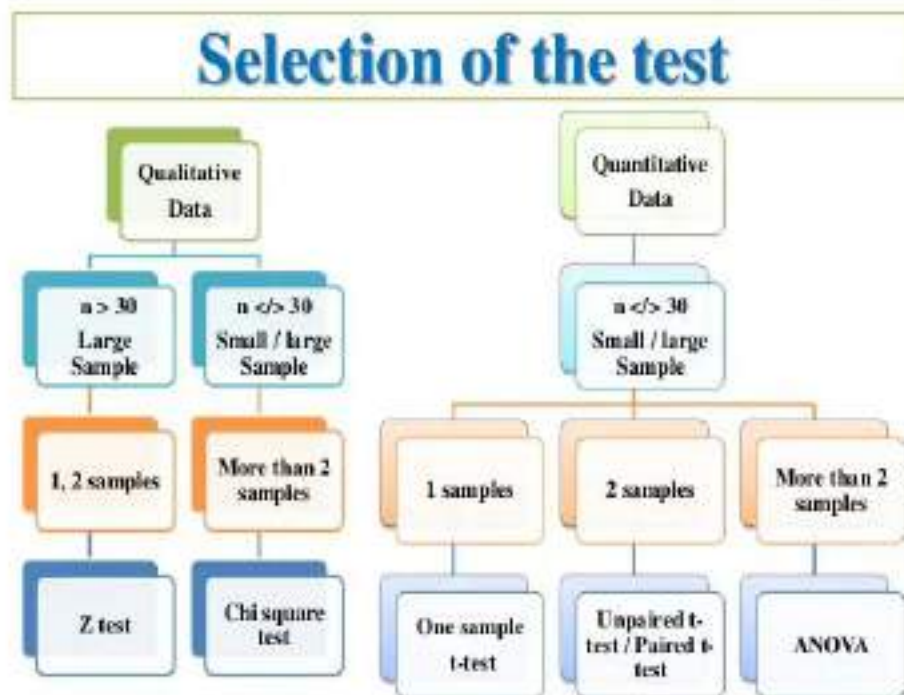 Selection of the test
Qualitative
Data
Quantitative
Data
n > 30
Large
Sample
n </> 30
Small / large
Sample
n </> 30
Small / large
Sample
1, 2 samples
More than 2
samples
1 samples
2 samples
More than 2
samples
Z test
Chi square
test
One sample
t-test
Unpaired t-
test / Paired t-
test
ANOVA